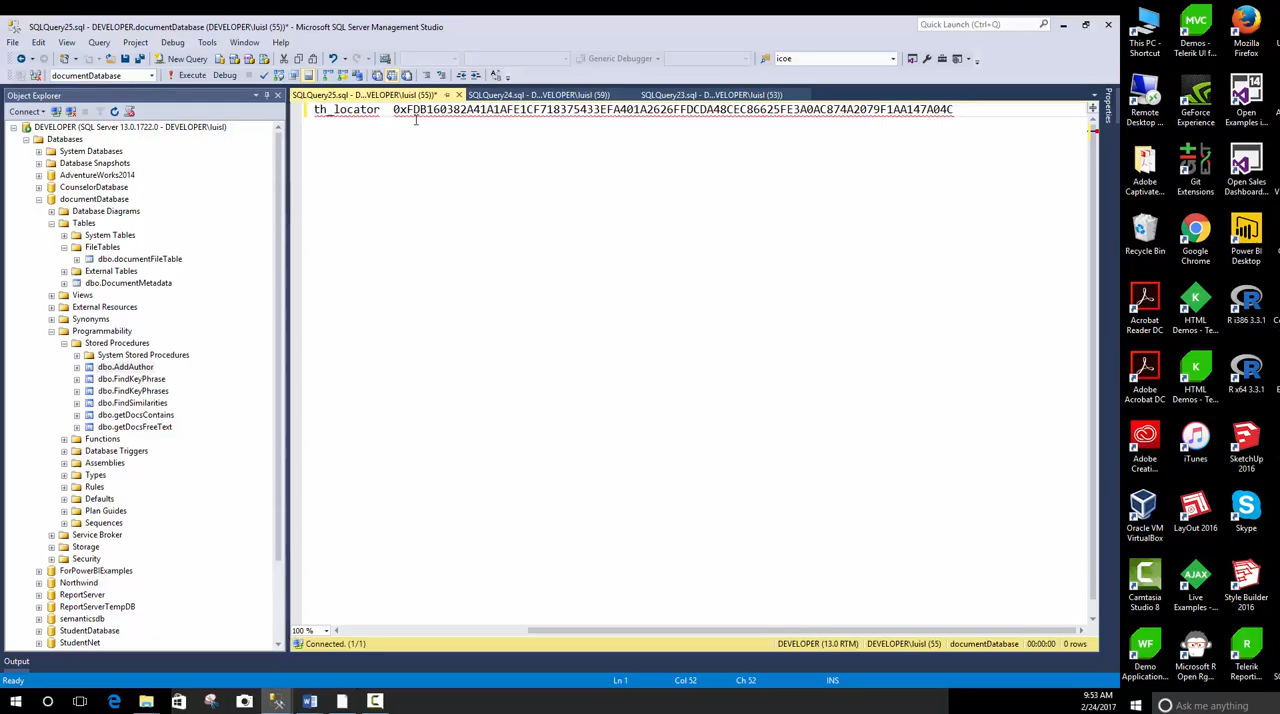 SQLQuery25.sql - DEVELOPER.documentDatabase (DEVELOPER\luisl (55))* - Microsoft SQL Server Management Studio
Quick Launch (Ctrl+Q)
File Edit View Query Project Debug Tools Window Help
New Query Generic Debugger icoe
documentDatabase Execute Debug
Object Explorer
SQLQuery25.sql - D...VELOPER\luisl (55))* SQLQuery24.sql - D...VELOPER\luisl (59)) SQLQuery23.sql - D...VELOPER\luisl (53))
Properties
Connect
th_locator 0xFDB160382A41A1AFE1CF718375433EFA401A2626FFDCDA48CEC86625FE3A0AC874A2079F1AA147A04C
DEVELOPER (SQL Server 13.0.1722.0 - DEVELOPER\luisl)
Databases
System Databases
Database Snapshots
AdventureWorks2014
CounselorDatabase
documentDatabase
Database Diagrams
Tables
System Tables
FileTables
dbo.documentFileTable
External Tables
dbo.DocumentMetadata
Views
External Resources
Synonyms
Programmability
Stored Procedures
System Stored Procedures
dbo.AddAuthor
dbo.FindKeyPhrase
dbo.FindKeyPhrases
dbo.FindSimilarities
dbo.getDocsContains
dbo.getDocsFreeText
Functions
Database Triggers
Assemblies
Types
Rules
Defaults
Plan Guides
Sequences
Service Broker
Storage
Security
ForPowerBIExamples
Northwind
ReportServer
ReportServerTempDB
semanticsdb
StudentDatabase
StudentNet
100 %
Connected. (1/1) DEVELOPER (13.0 RTM) DEVELOPER\luisl (55) documentDatabase 00:00:00 0 rows
Output
Ready Ln 1 Col 52 Ch 52 INS
This PC - Shortcut
Demos - Telerik UI f...
Mozilla Firefox
Remote Desktop ...
GeForce Experience
Open Examples i...
Adobe Captivate...
Git Extensions
Open Sales Dashboard...
Recycle Bin
Google Chrome
Power BI Desktop
Acrobat Reader DC
HTML Demos - Te...
R i386 3.3.1
Adobe Acrobat DC
HTML Demos - Te...
R x64 3.3.1
Adobe Creati...
iTunes
SketchUp 2016
Oracle VM VirtualBox
LayOut 2016
Skype
Camtasia Studio 8
Live Examples -...
Style Builder 2016
Demo Application...
Microsoft R Open Rg...
Telerik Reporti...
9:53 AM
2/24/2017
Ask me anything